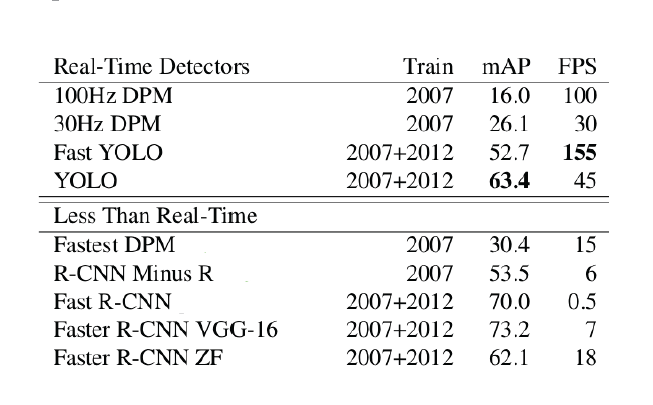 Real-Time Detectors Train mAP FPS
100Hz DPM 2007 16.0 100
30Hz DPM 2007 26.1 30
Fast YOLO 2007+2012 52.7 155
YOLO 2007+2012 63.4 45
Less Than Real-Time
Fastest DPM 2007 30.4 15
R-CNN Minus R 2007 53.5 6
Fast R-CNN 2007+2012 70.0 0.5
Faster R-CNN VGG-16 2007+2012 73.2 7
Faster R-CNN ZF 2007+2012 62.1 18